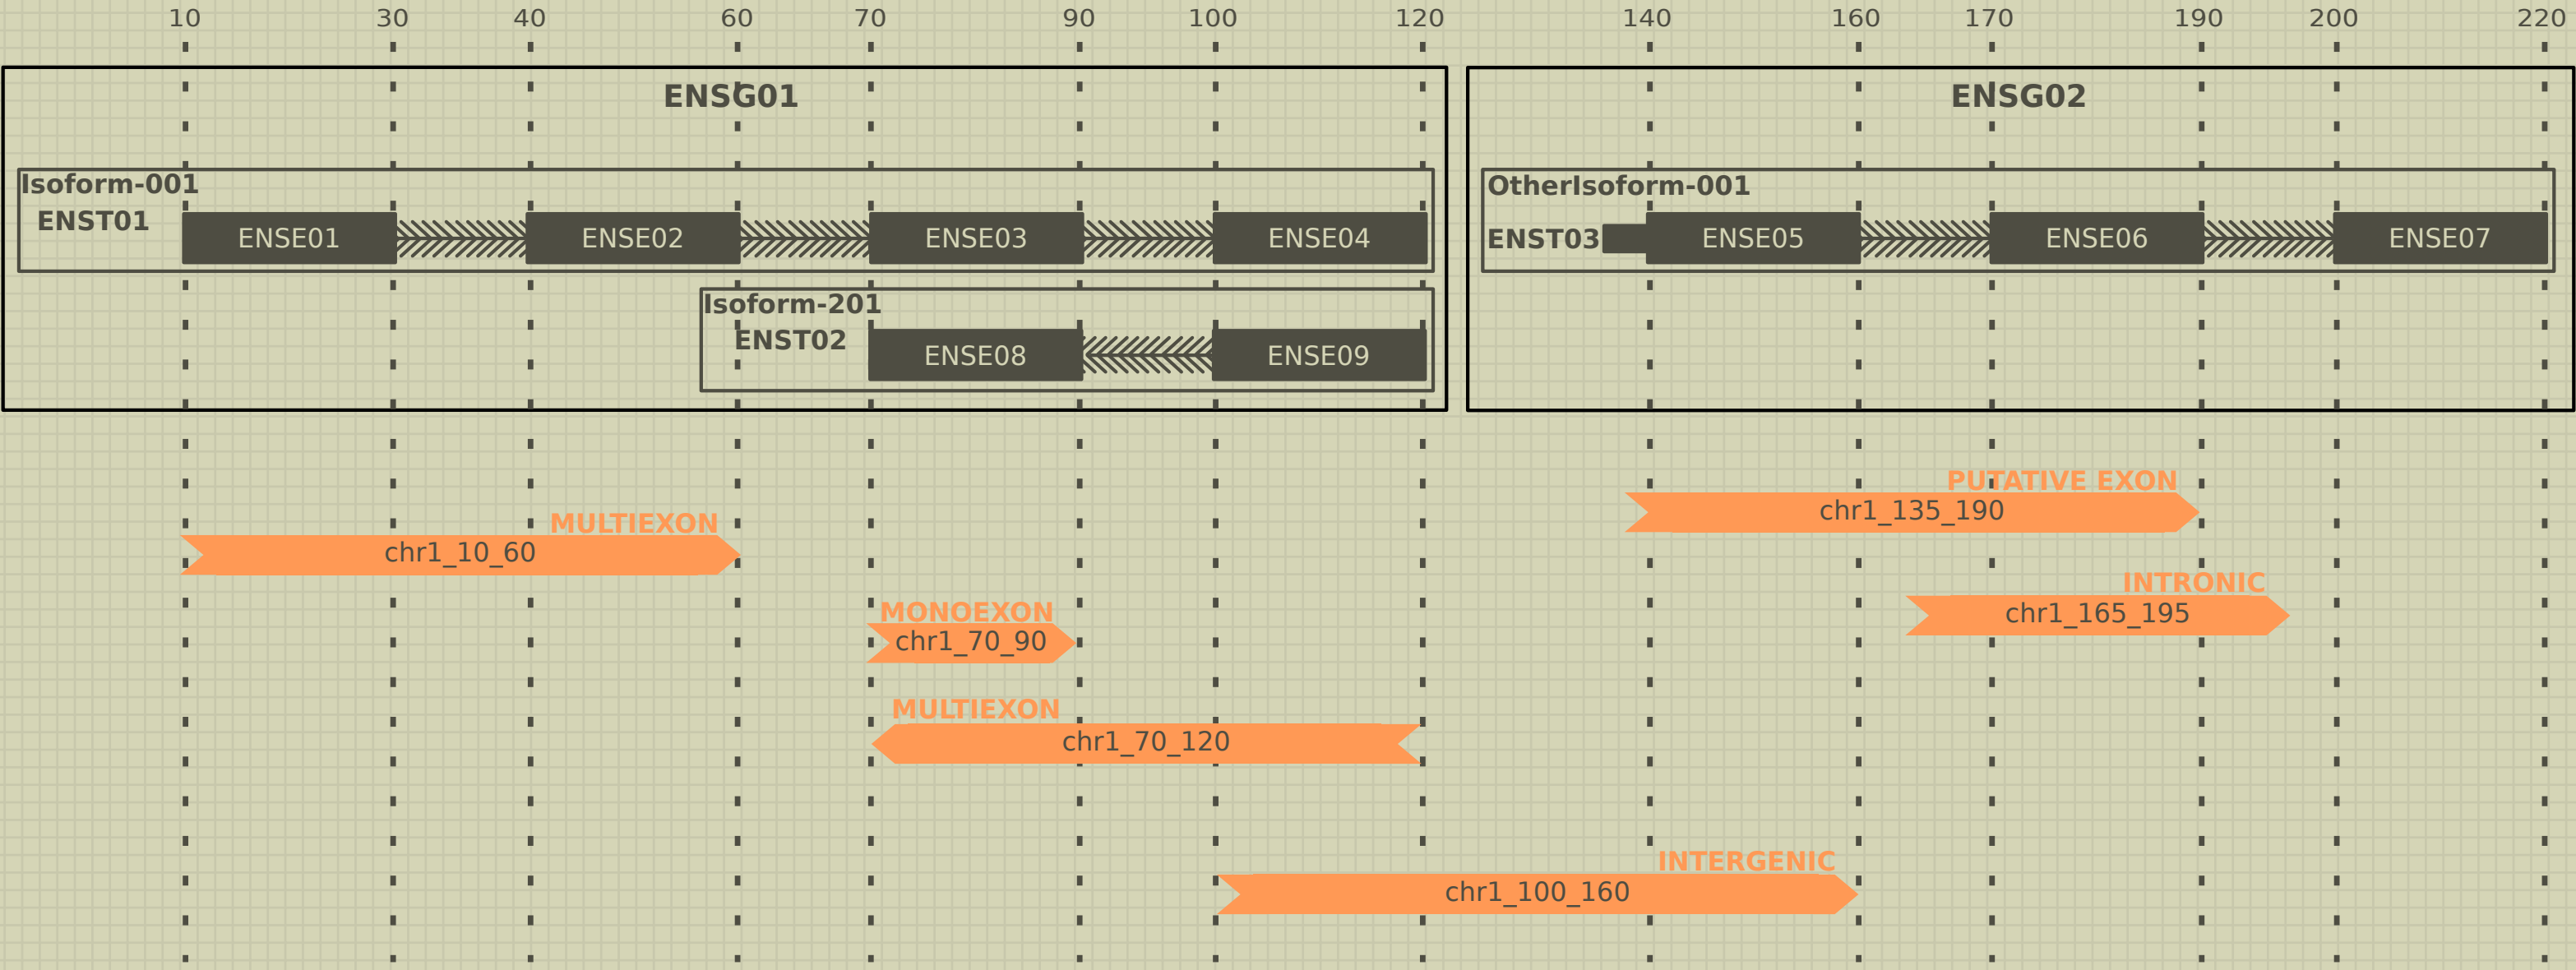 10 30 40 60 70 90 100 120 140 160 170 190 200 220
ENSG01
ENSG02
Isoform-001
ENST01 ENSE01 ENSE02 ENSE03 ENSE04
OtherIsoform-001
ENST03 ENSE05 ENSE06 ENSE07
Isoform-201
ENST02 ENSE08 ENSE09
PUTATIVE EXON
chr1_135_190
MULTIEXON
chr1_10_60
INTRONIC
chr1_165_195
MONOEXON
chr1_70_90
MULTIEXON
chr1_70_120
INTERGENIC
chr1_100_160